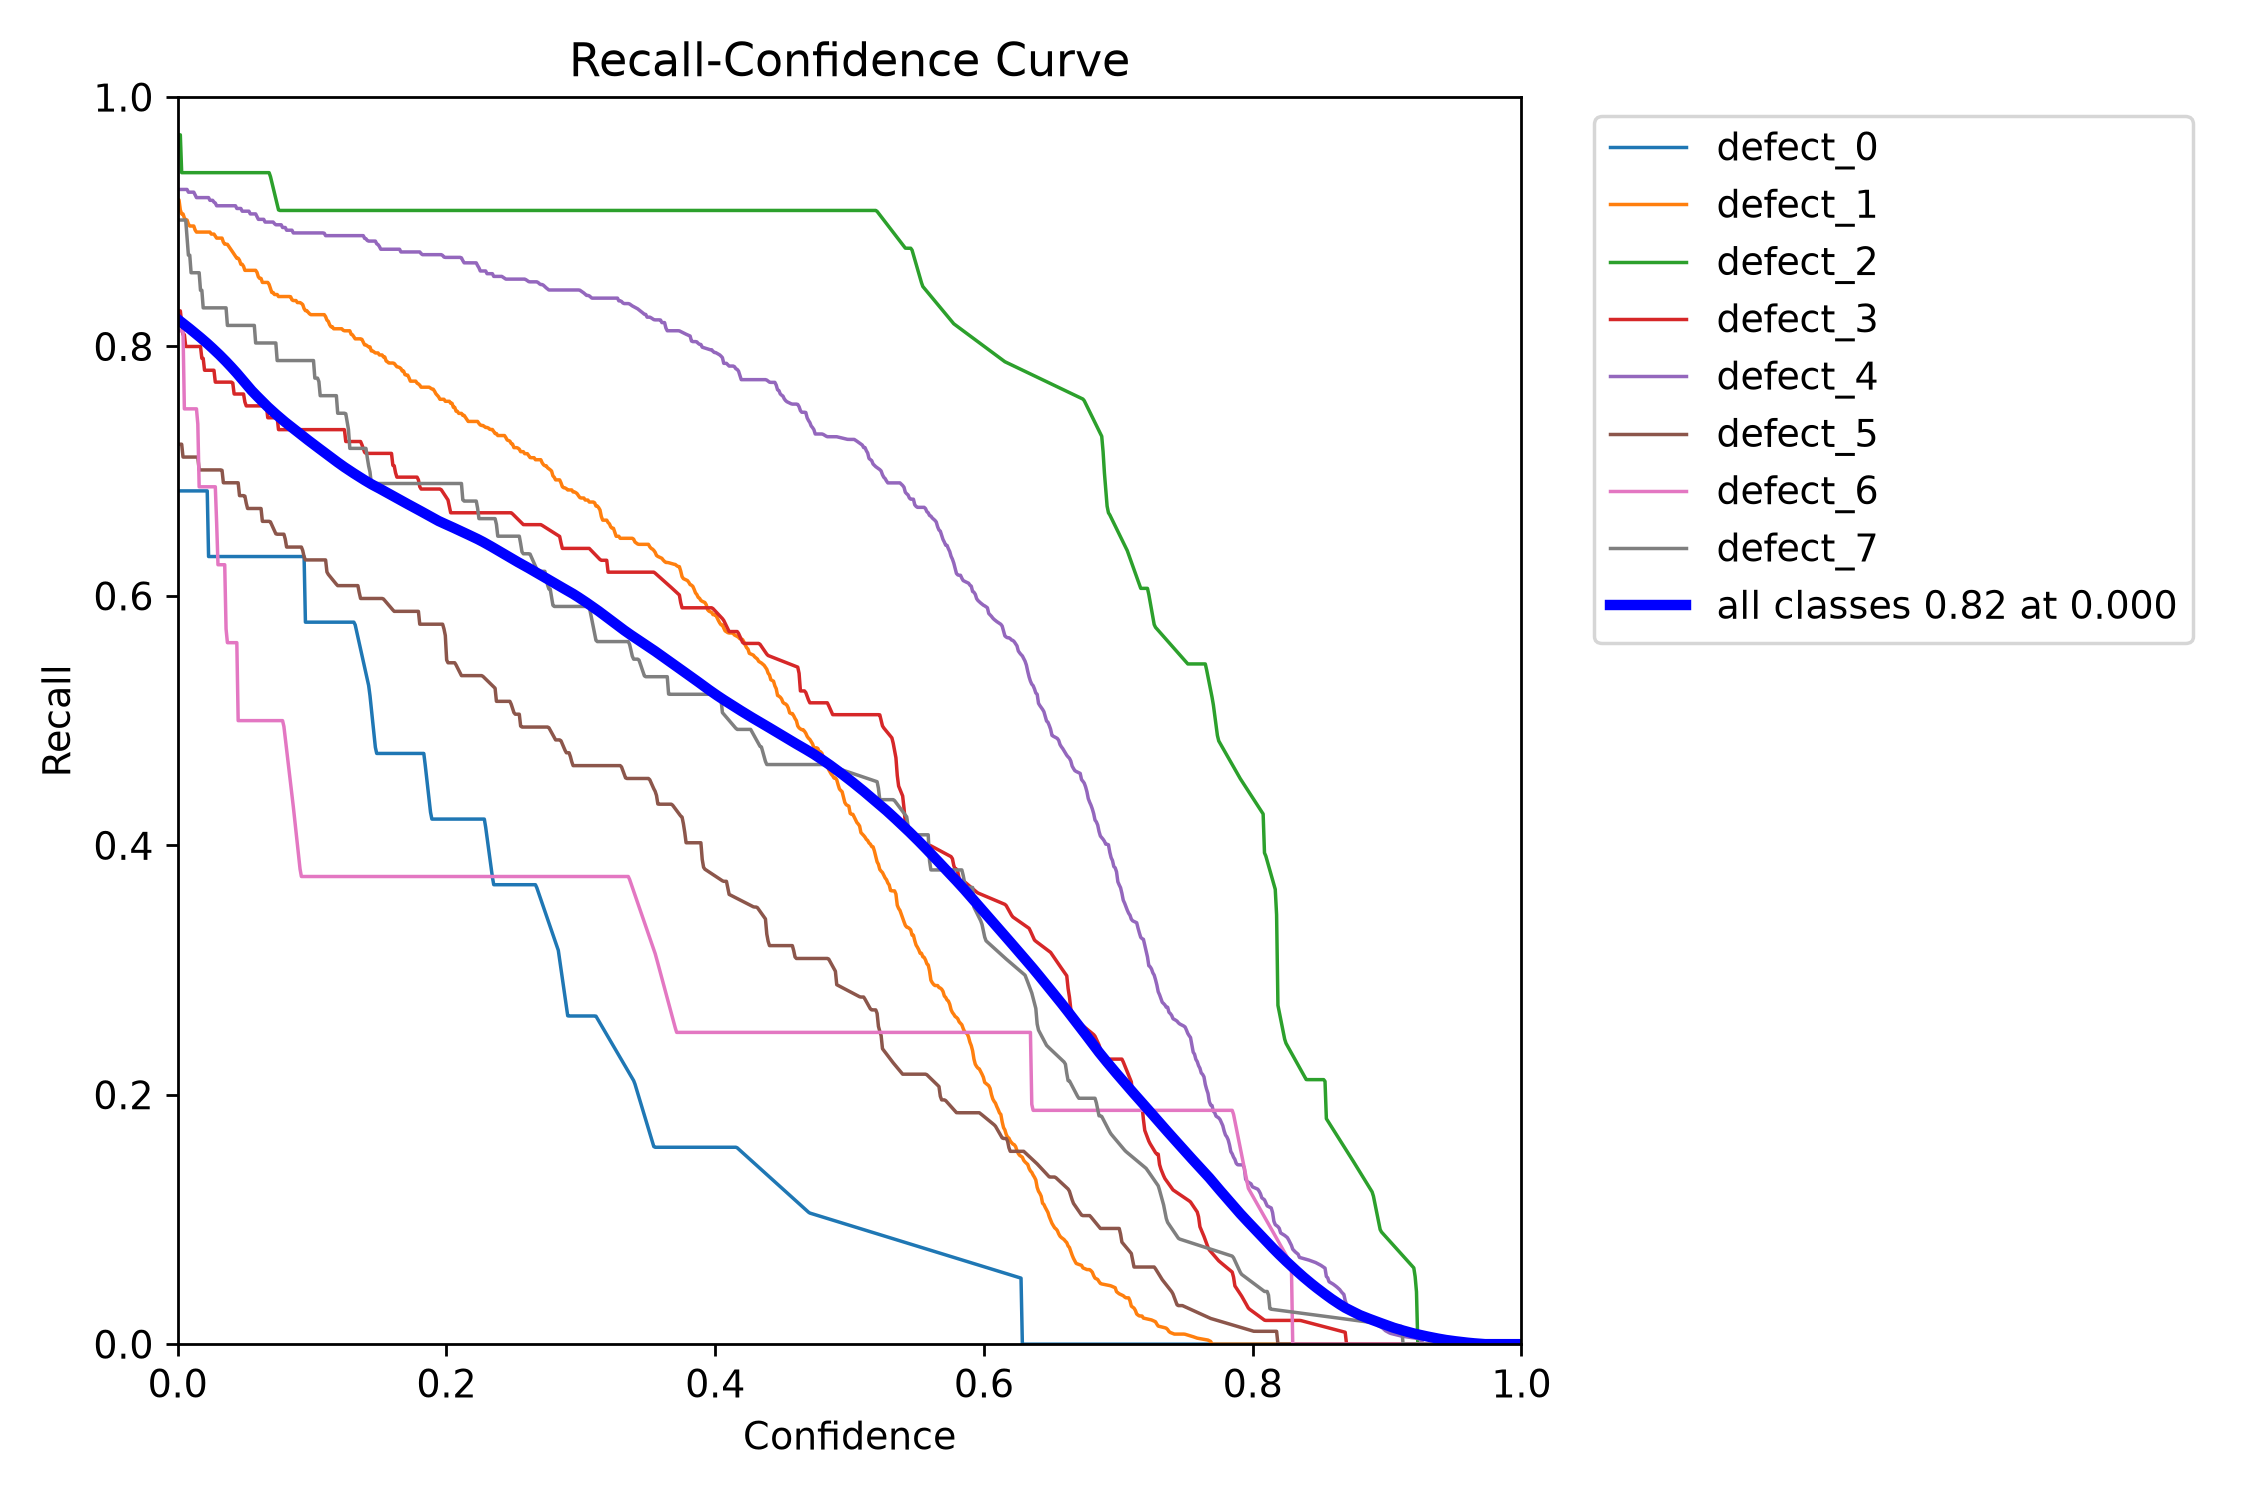 Recall-Confidence Curve
1.0
0.8
0.6
0.4
0.2
0.0
Recall
0.0 0.2 0.4 0.6 0.8 1.0
Confidence
defect_0
defect_1
defect_2
defect_3
defect_4
defect_5
defect_6
defect_7
all classes 0.82 at 0.000